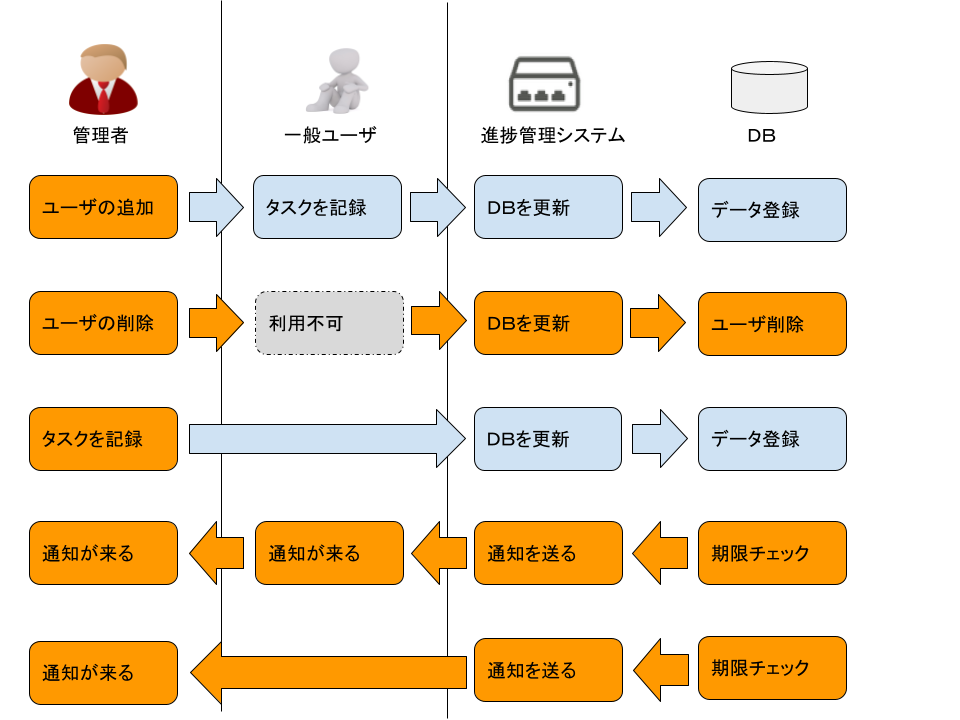 管理者
一般ユーザ
進捗管理システム
DB
ユーザの追加
タスクを記録
DBを更新
データ登録
ユーザの削除
利用不可
DBを更新
ユーザ削除
タスクを記録
DBを更新
データ登録
通知が来る
通知が来る
通知を送る
期限チェック
通知が来る
通知を送る
期限チェック